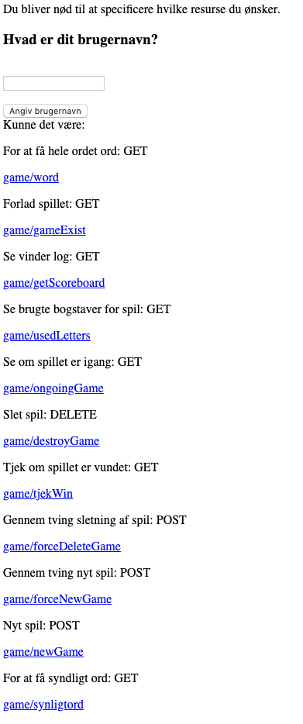 Du bliver nød til at specificere hvilke resurse du ønsker.
Hvad er dit brugernavn?
Angiv brugernavn
Kunne det være:
For at få hele ordet ord: GET
game/word
Forlad spillet: GET
game/gameExist
Se vinder log: GET
game/getScoreboard
Se brugte bogstaver for spil: GET
game/usedLetters
Se om spillet er igang: GET
game/ongoingGame
Slet spil: DELETE
game/destroyGame
Tjek om spillet er vundet: GET
game/tjekWin
Gennem tving sletning af spil: POST
game/forceDeleteGame
Gennem tving nyt spil: POST
game/forceNewGame
Nyt spil: POST
game/newGame
For at få syndligt ord: GET
game/synligtord